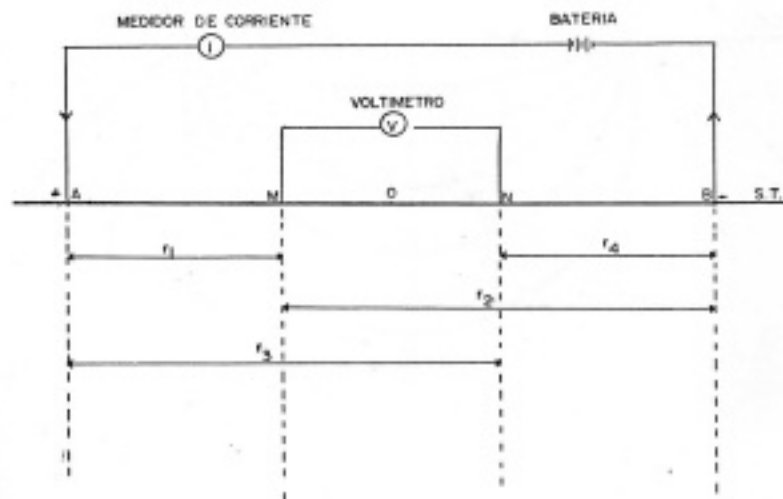 MEDIDOR DE CORRIENTE BATERIA
I
VOLTIMETRO
V
+ A M O N B - S.T.
r1 r4
r2
r3